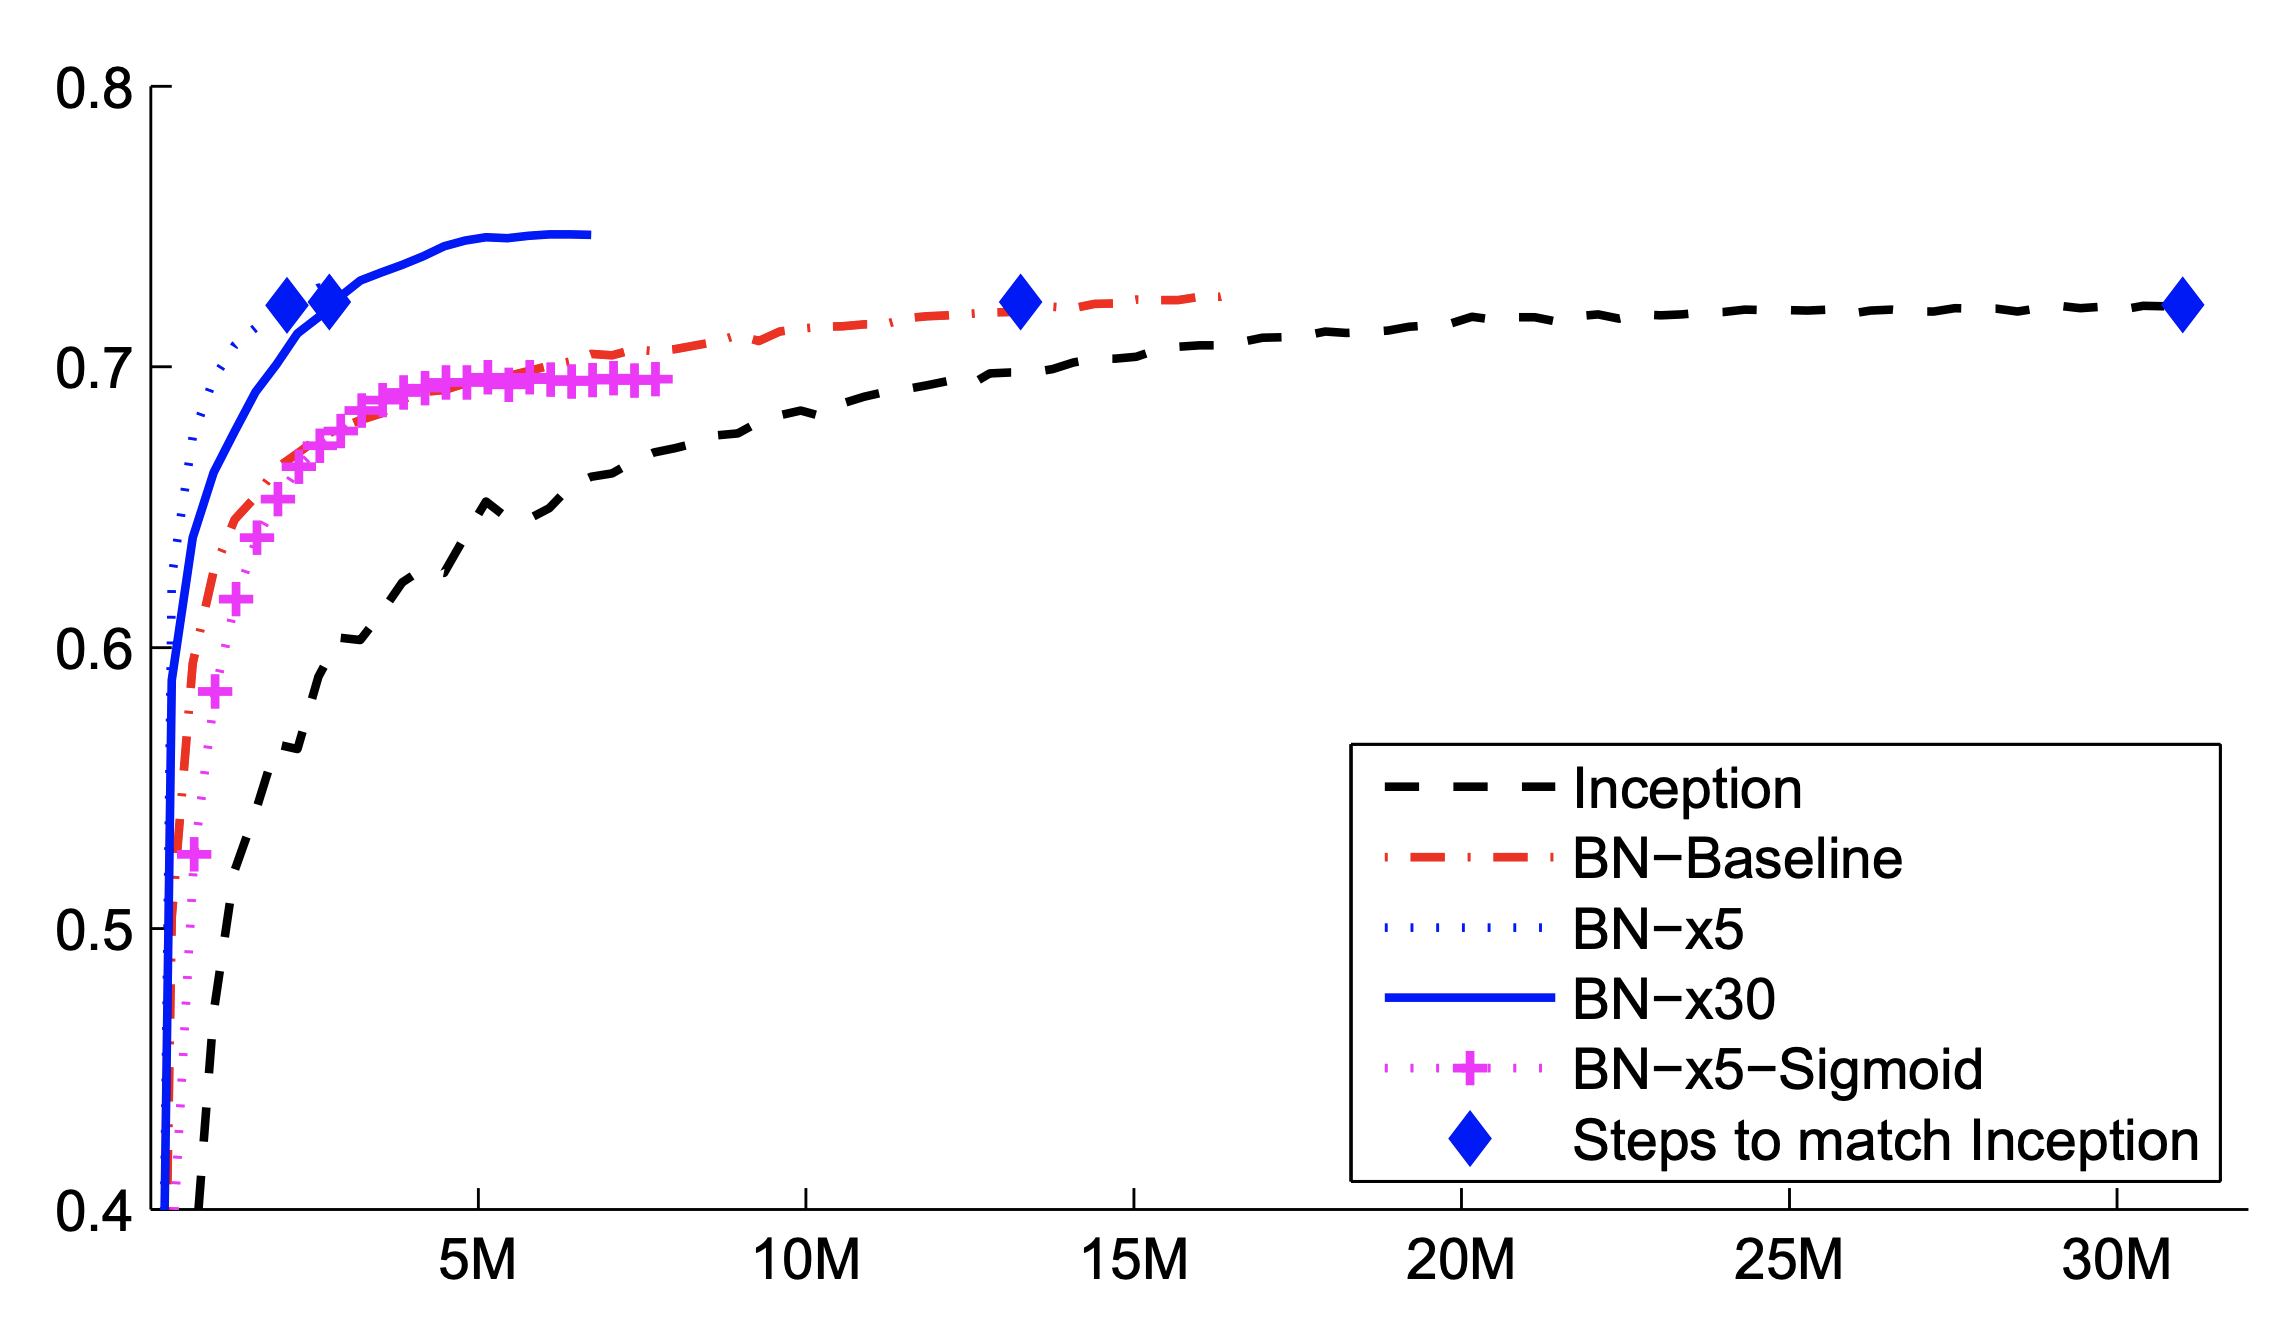 0.8
0.7
0.6
0.5
0.4
5M 10M 15M 20M 25M 30M
Inception
BN−Baseline
BN−x5
BN−x30
BN−x5−Sigmoid
Steps to match Inception